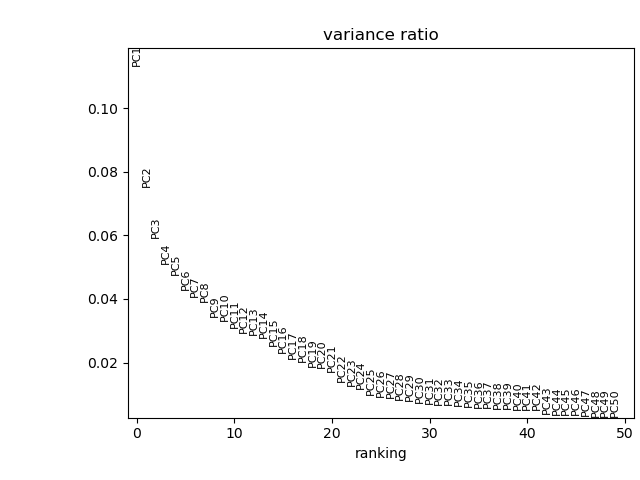 variance ratio
0.10
0.08
0.06
0.04
0.02
PC1
PC2
PC3
PC4
PC5
PC6
PC7
PC8
PC9
PC10
PC11
PC12
PC13
PC14
PC15
PC16
PC17
PC18
PC19
PC20
PC21
PC22
PC23
PC24
PC25
PC26
PC27
PC28
PC29
PC30
PC31
PC32
PC33
PC34
PC35
PC36
PC37
PC38
PC39
PC40
PC41
PC42
PC43
PC44
PC45
PC46
PC47
PC48
PC49
PC50
0 10 20 30 40 50
ranking